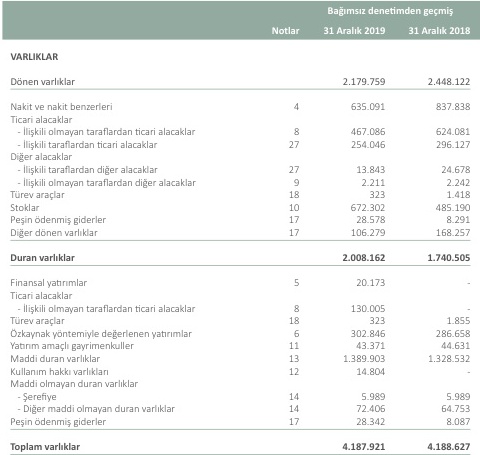 Bağımsız denetimden geçmiş
Notlar 31 Aralık 2019 31 Aralık 2018
VARLIKLAR
Dönen varlıklar 2.179.759 2.448.122
Nakit ve nakit benzerleri 4 635.091 837.838
Ticari alacaklar
- İlişkili olmayan taraflardan ticari alacaklar 8 467.086 624.081
- İlişkili taraflardan ticari alacaklar 27 254.046 296.127
Diğer alacaklar
- İlişkili taraflardan diğer alacaklar 27 13.843 24.678
- İlişkili olmayan taraflardan diğer alacaklar 9 2.211 2.242
Türev araçlar 18 323 1.418
Stoklar 10 672.302 485.190
Peşin ödenmiş giderler 17 28.578 8.291
Diğer dönen varlıklar 17 106.279 168.257
Duran varlıklar 2.008.162 1.740.505
Finansal yatırımlar 5 20.173 -
Ticari alacaklar
- İlişkili olmayan taraflardan ticari alacaklar 8 130.005 -
Türev araçlar 18 323 1.855
Özkaynak yöntemiyle değerlenen yatırımlar 6 302.846 286.658
Yatırım amaçlı gayrimenkuller 11 43.371 44.631
Maddi duran varlıklar 13 1.389.903 1.328.532
Kullanım hakkı varlıkları 12 14.804 -
Maddi olmayan duran varlıklar
- Şerefiye 14 5.989 5.989
- Diğer maddi olmayan duran varlıklar 14 72.406 64.753
Peşin ödenmiş giderler 17 28.342 8.087
Toplam varlıklar 4.187.921 4.188.627